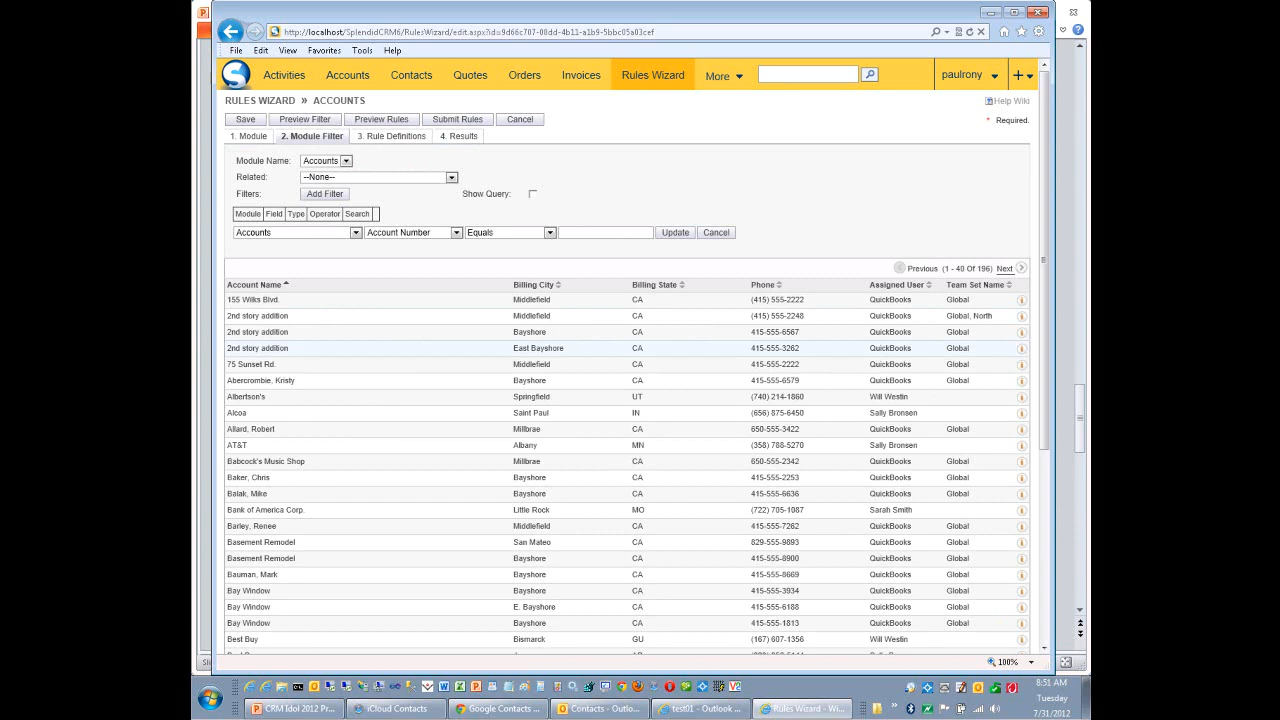 http://localhost/SplendidCRM6/RulesWizard/edit.aspx?id=9d66c707-08dd-4b11-a1b9-5bbc05a03cef
File Edit View Favorites Tools Help
Activities Accounts Contacts Quotes Orders Invoices Rules Wizard More paulrony
RULES WIZARD » ACCOUNTS Help Wiki
Save Preview Filter Preview Rules Submit Rules Cancel * Required.
1. Module 2. Module Filter 3. Rule Definitions 4. Results
Module Name: Accounts
Related: --None--
Filters: Add Filter Show Query:
Module Field Type Operator Search
Accounts Account Number Equals Update Cancel
Previous (1 - 40 Of 196) Next
Account Name Billing City Billing State Phone Assigned User Team Set Name
155 Wilks Blvd. Middlefield CA (415) 555-2222 QuickBooks Global
2nd story addition Middlefield CA (415) 555-2248 QuickBooks Global, North
2nd story addition Bayshore CA 415-555-6567 QuickBooks Global
2nd story addition East Bayshore CA 415-555-3262 QuickBooks Global
75 Sunset Rd. Middlefield CA 415-555-2222 QuickBooks Global
Abercrombie, Kristy Bayshore CA 415-555-6579 QuickBooks Global
Albertson's Springfield UT (740) 214-1860 Will Westin
Alcoa Saint Paul IN (656) 875-6450 Sally Bronsen
Allard, Robert Millbrae CA 650-555-3422 QuickBooks Global
AT&T Albany MN (358) 788-5270 Sally Bronsen
Babcock's Music Shop Millbrae CA 650-555-2342 QuickBooks Global
Baker, Chris Bayshore CA 415-555-2253 QuickBooks Global
Balak, Mike Bayshore CA 415-555-6636 QuickBooks Global
Bank of America Corp. Little Rock MO (722) 705-1087 Sarah Smith
Barley, Renee Middlefield CA 415-555-7262 QuickBooks Global
Basement Remodel San Mateo CA 829-555-9893 QuickBooks Global
Basement Remodel Bayshore CA 415-555-8900 QuickBooks Global
Bauman, Mark Bayshore CA 415-555-8669 QuickBooks Global
Bay Window Bayshore CA 415-555-3934 QuickBooks Global
Bay Window E. Bayshore CA 415-555-6188 QuickBooks Global
Bay Window Bayshore CA 415-555-1813 QuickBooks Global
Best Buy Bismarck GU (167) 607-1356 Will Westin
100%
8:51 AM
Tuesday
7/31/2012
CRM Idol 2012 Pr... iCloud Contacts Google Contacts ... Contacts - Outlo... test01 - Outlook ... Rules Wizard - Wi...